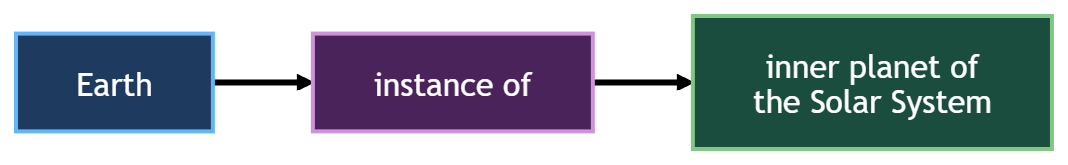 Earth
instance of
inner planet of
the Solar System